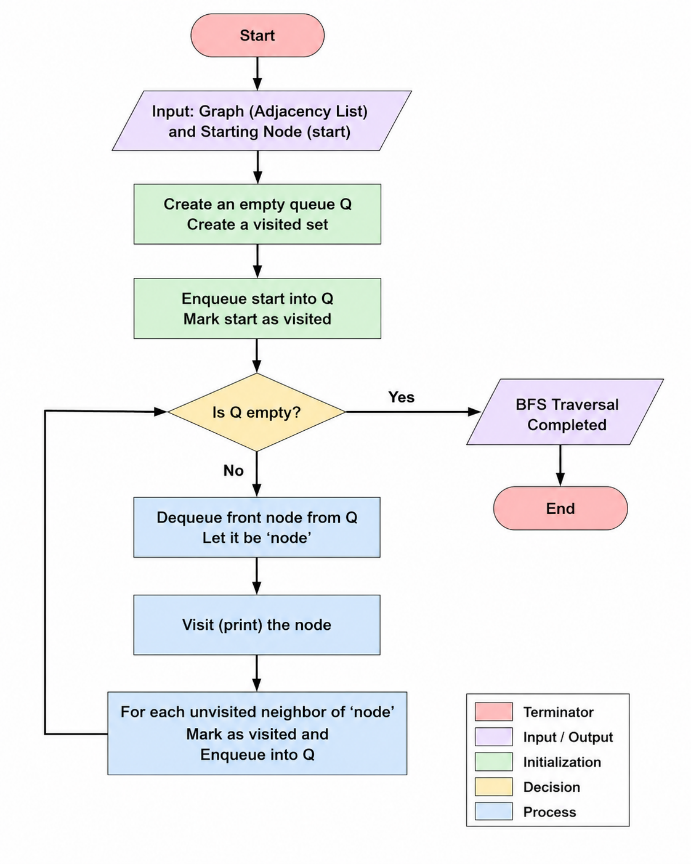 Start
Input: Graph (Adjacency List)
and Starting Node (start)
Create an empty queue Q
Create a visited set
Enqueue start into Q
Mark start as visited
Is Q empty?
Yes
BFS Traversal
Completed
End
No
Dequeue front node from Q
Let it be ‘node’
Visit (print) the node
For each unvisited neighbor of ‘node’
Mark as visited and
Enqueue into Q
Terminator
Input / Output
Initialization
Decision
Process